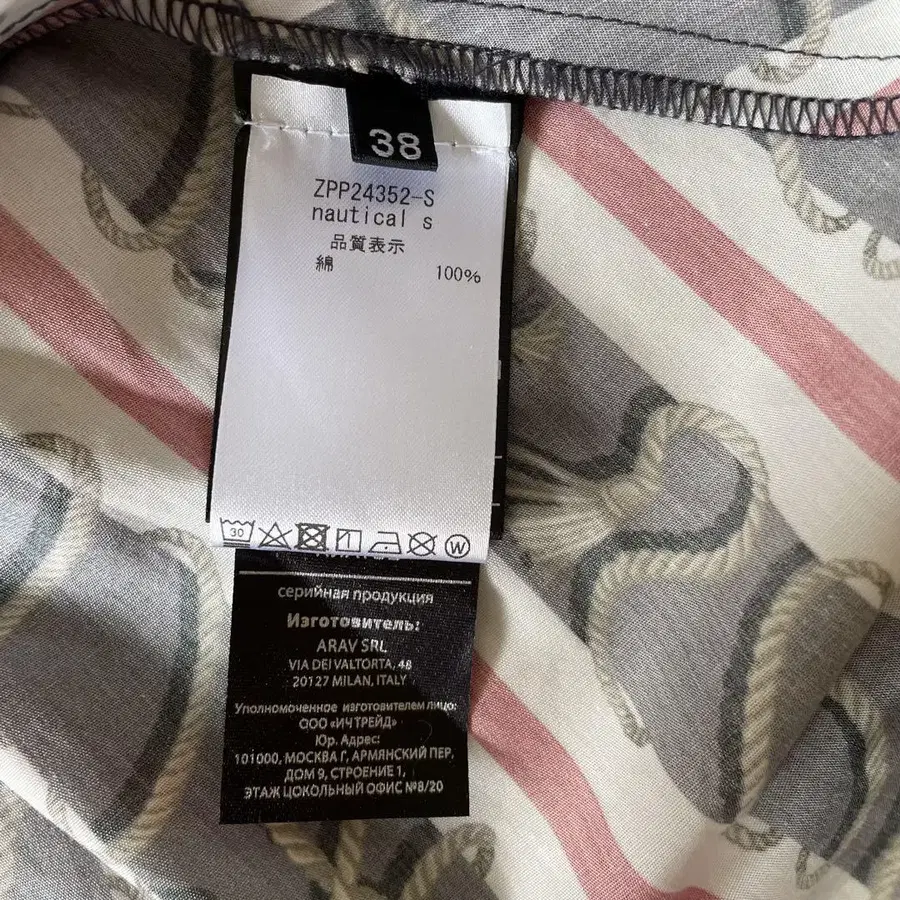 38
ZPP24352-S
nautical s
品質表示
綿 100%
30
W
серийная продукция
Изготовитель:
ARAV SRL
VIA DEI VALTORTA, 48
20127 MILAN, ITALY
Уполномоченное изготовителем лицо:
ООО «ИЧ ТРЕЙД»
Юр. Адрес:
101000, МОСКВА Г, АРМЯНСКИЙ ПЕР,
ДОМ 9, СТРОЕНИЕ 1,
ЭТАЖ ЦОКОЛЬНЫЙ ОФИС №8/20